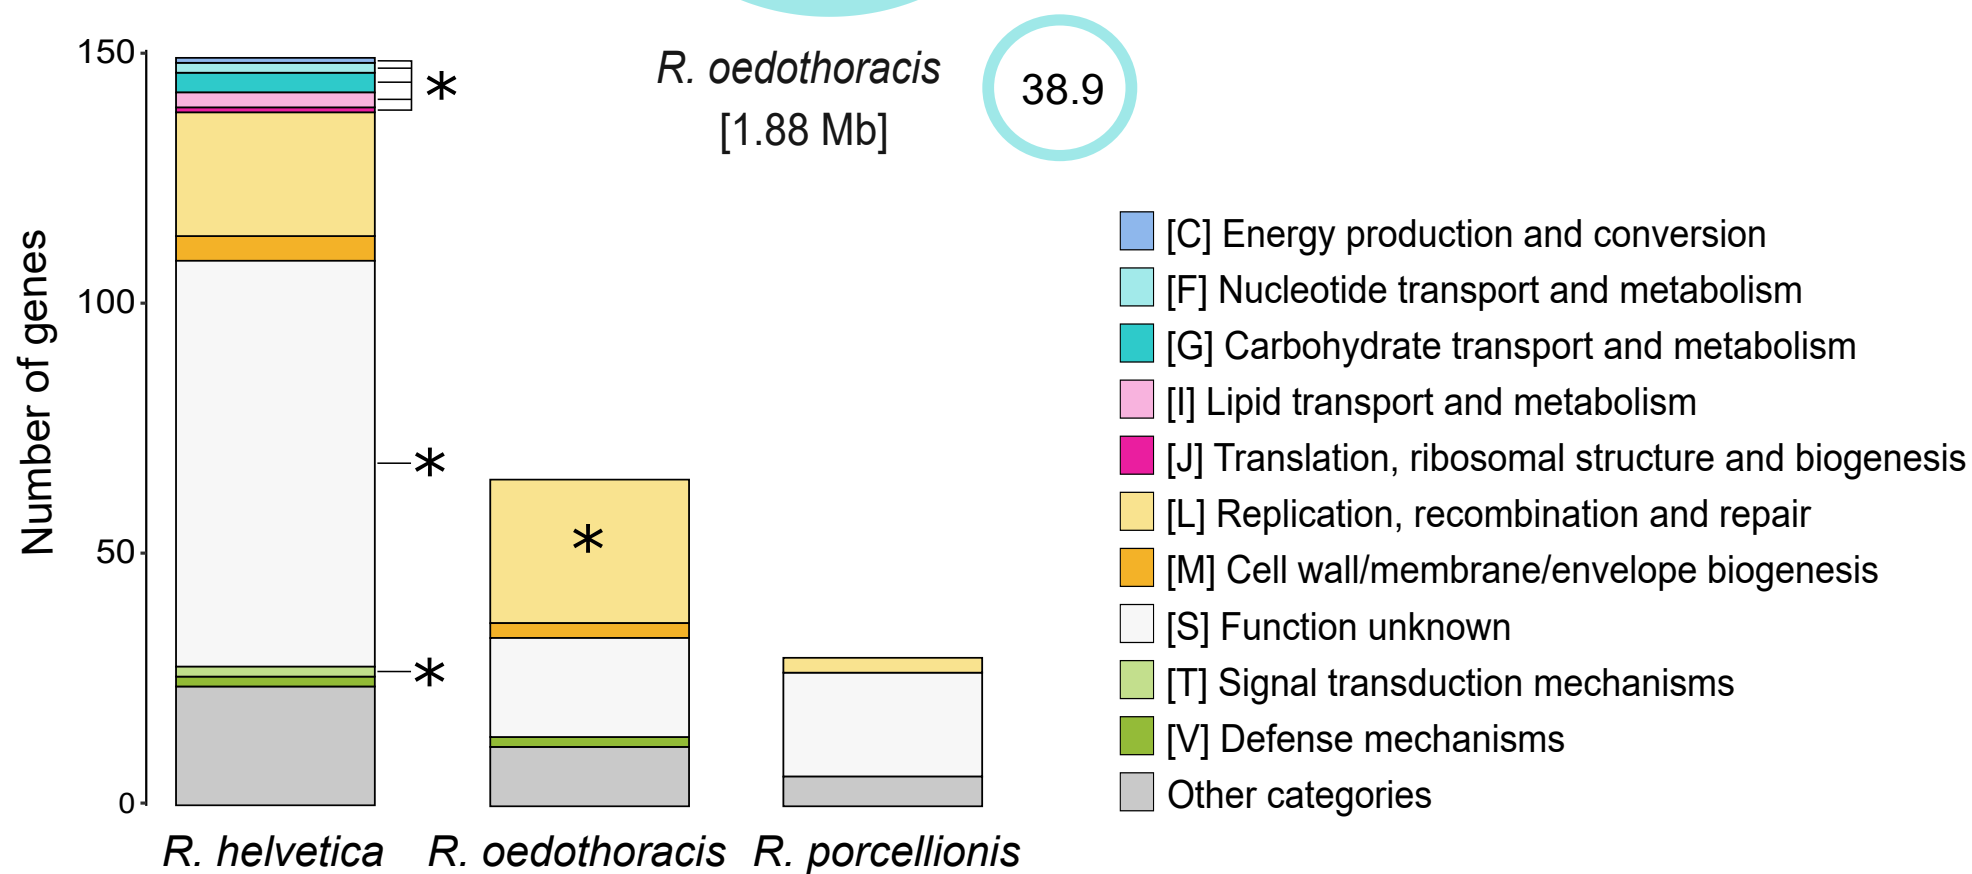 150
R. oedothoracis
38.9
*
[1.88 Mb]
[C] Energy production and conversion
[F] Nucleotide transport and metabolism
100
[G] Carbohydrate transport and metabolism
[I] Lipid transport and metabolism
Number of genes
*
[J] Translation, ribosomal structure and biogenesis
[L] Replication, recombination and repair
*
50
[M] Cell wall/membrane/envelope biogenesis
[S] Function unknown
*
[T] Signal transduction mechanisms
[V] Defense mechanisms
0
Other categories
R. helvetica
R. oedothoracis
R. porcellionis